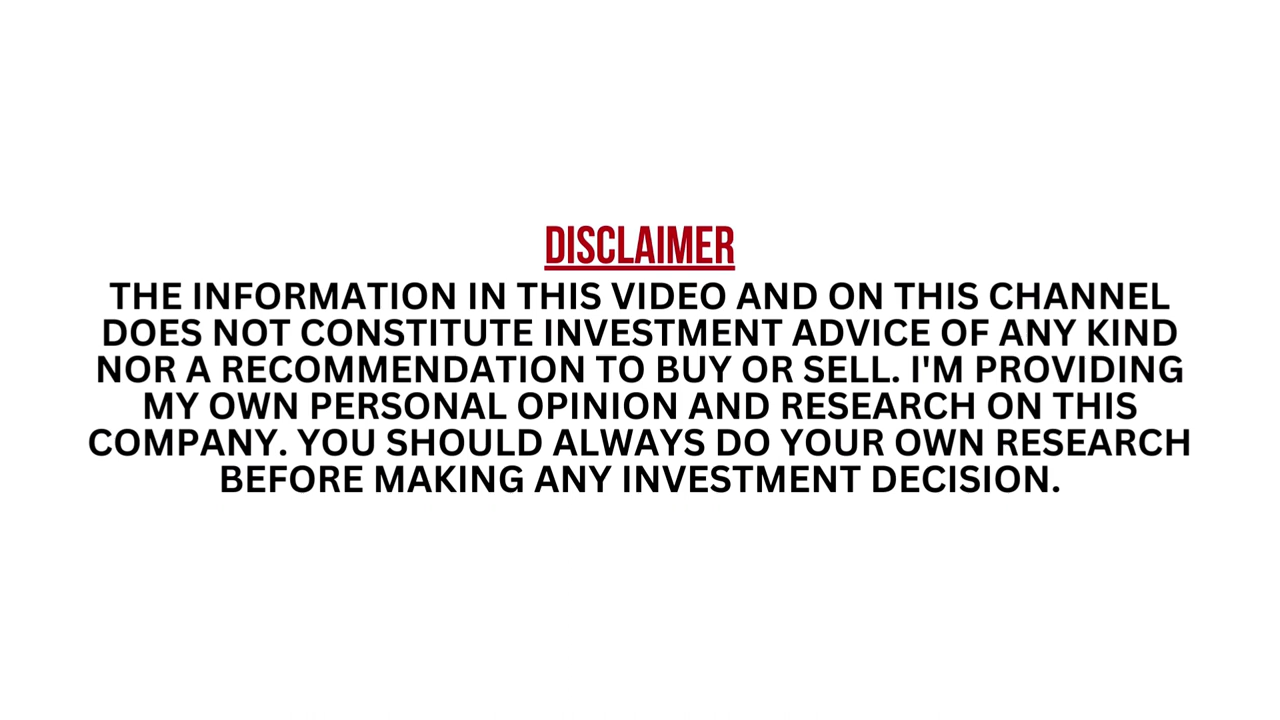 DISCLAIMER
THE INFORMATION IN THIS VIDEO AND ON THIS CHANNEL
DOES NOT CONSTITUTE INVESTMENT ADVICE OF ANY KIND
NOR A RECOMMENDATION TO BUY OR SELL. I'M PROVIDING
MY OWN PERSONAL OPINION AND RESEARCH ON THIS
COMPANY. YOU SHOULD ALWAYS DO YOUR OWN RESEARCH
BEFORE MAKING ANY INVESTMENT DECISION.